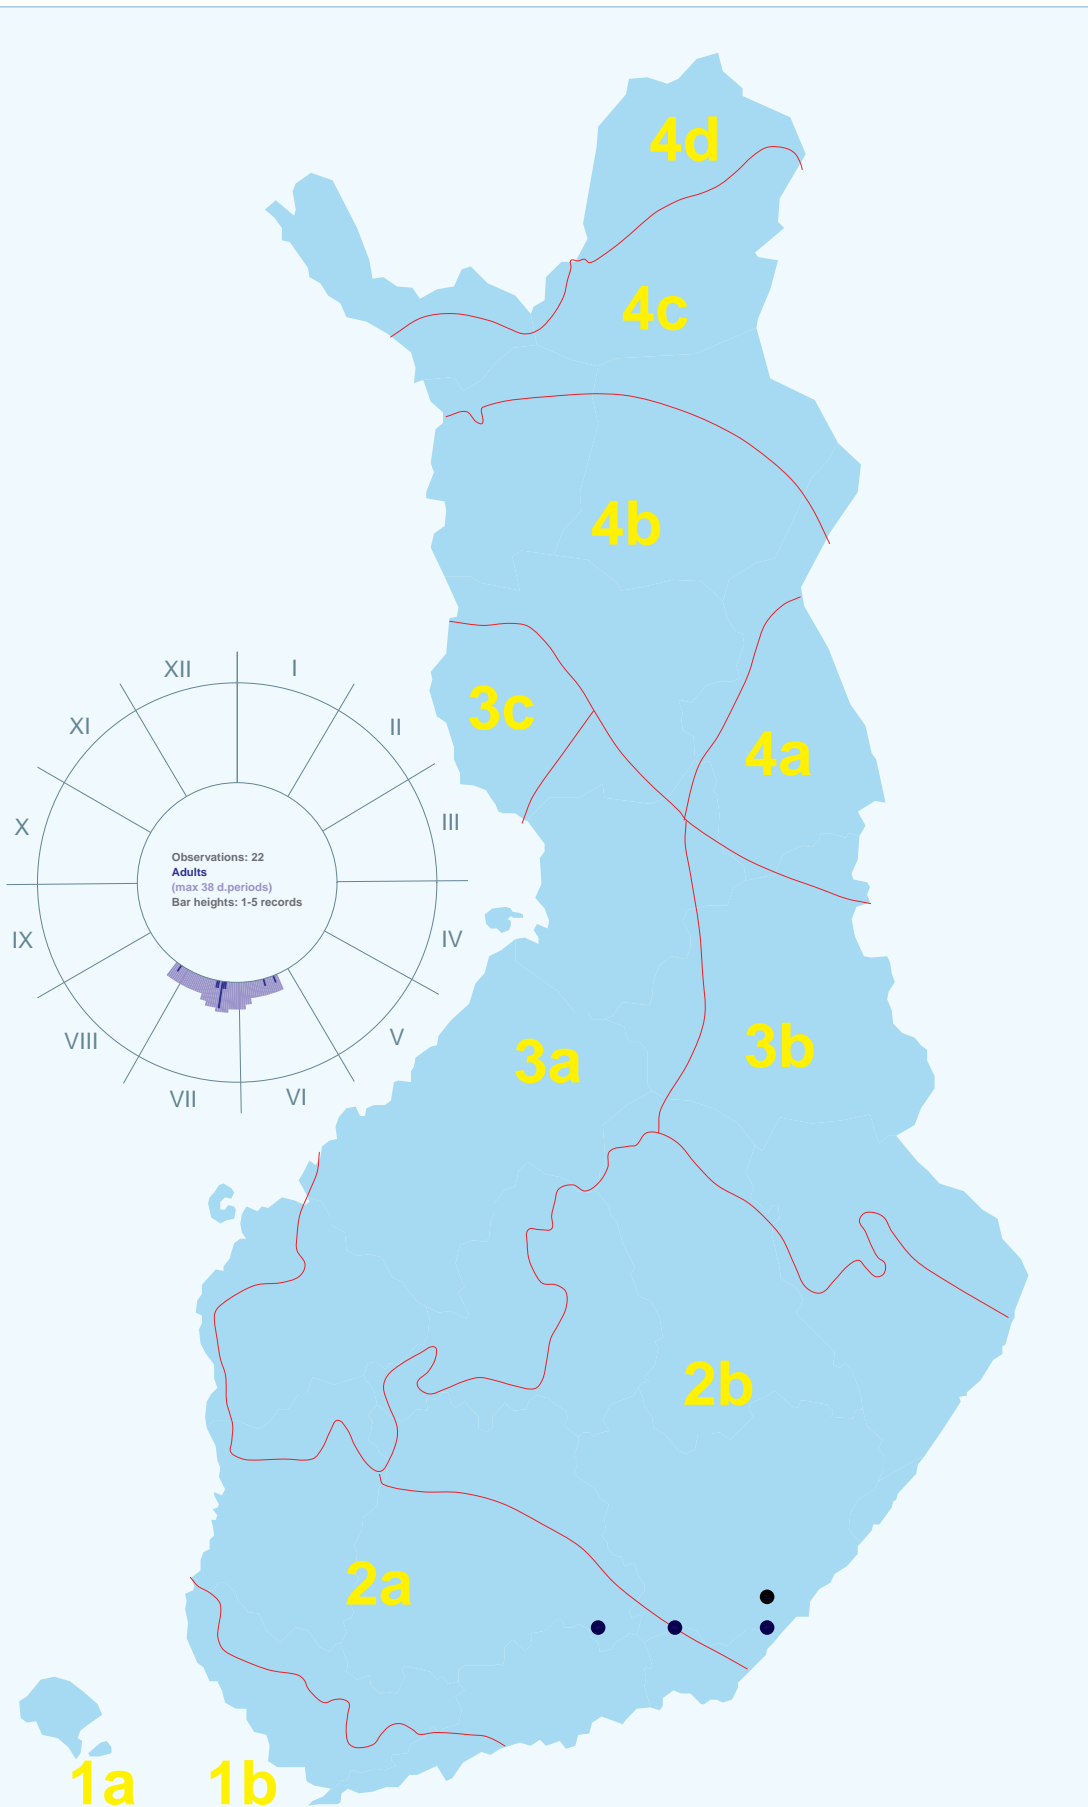 4d
4c
4b
3c
4a
3a
3b
2b
2a
1a
1b
XII
I
XI
II
X
III
IX
IV
VIII
V
VII
VI
Observations: 22
Adults
(max 38 d.periods)
Bar heights: 1-5 records